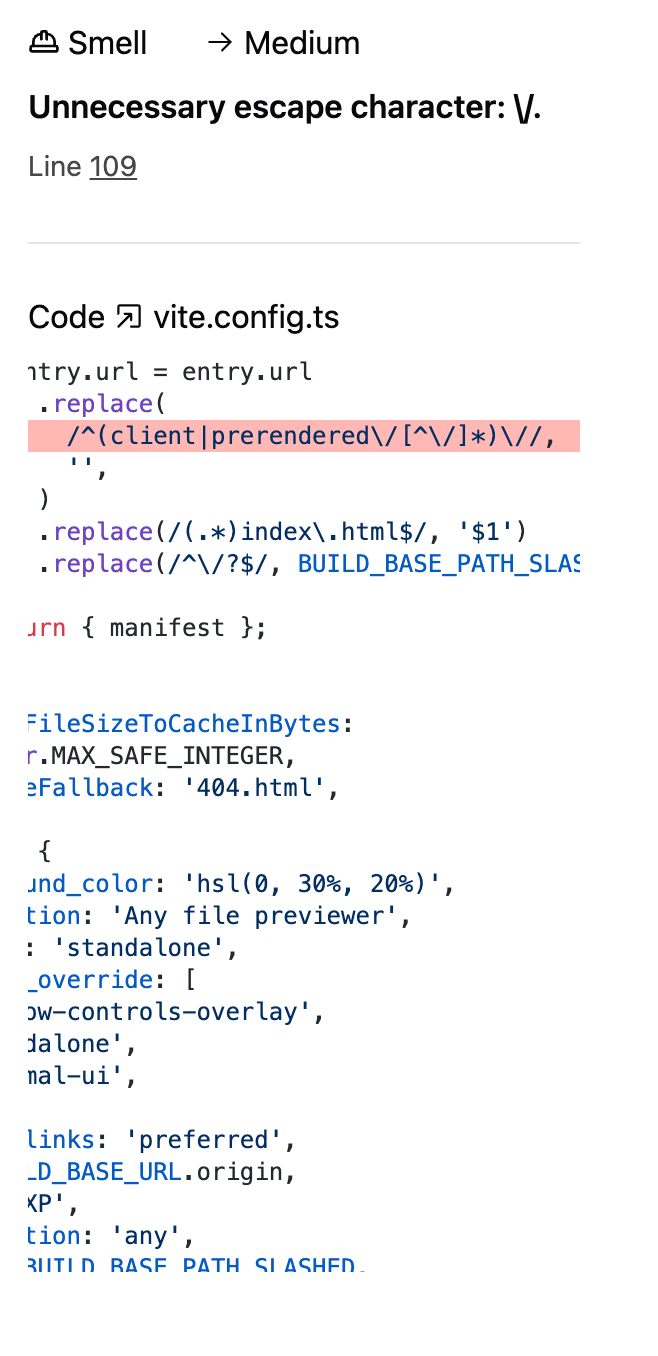 Smell → Medium
Unnecessary escape character: \/.
Line 109
Code vite.config.ts
ntry.url = entry.url
.replace(
/^(client|prerendered\/[^\/]*)\//,
'',
)
.replace(/(.*)index\.html$/, '$1')
.replace(/^\/?$/, BUILD_BASE_PATH_SLAS
urn { manifest };
FileSizeToCacheInBytes:
r.MAX_SAFE_INTEGER,
eFallback: '404.html',
{
und_color: 'hsl(0, 30%, 20%)',
tion: 'Any file previewer',
: 'standalone',
_override: [
ow-controls-overlay',
dalone',
mal-ui',
links: 'preferred',
LD_BASE_URL.origin,
XP',
tion: 'any',
BUILD_BASE_PATH_SLASHED,